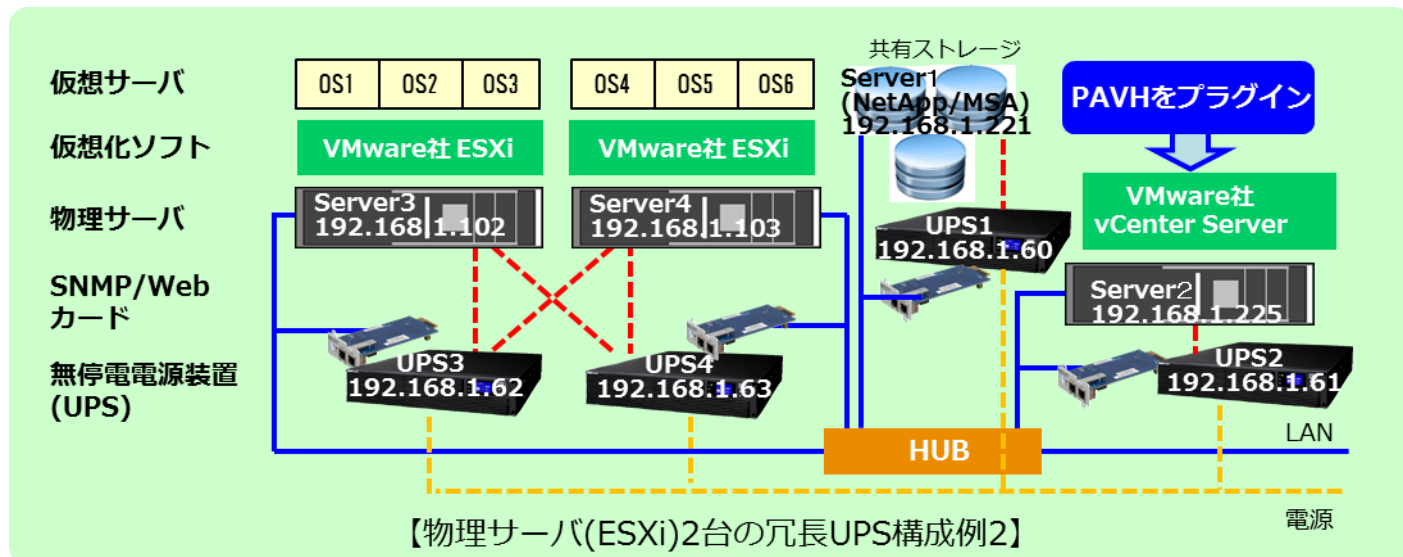 共有ストレージ
仮想サーバ
OS1 OS2 OS3
OS4 OS5 OS6
Server1
(NetApp/MSA)
192.168.1.221
PAVHをプラグイン
仮想化ソフト
VMware社 ESXi
VMware社 ESXi
VMware社
vCenter Server
物理サーバ
Server3
192.168.1.102
Server4
192.168.1.103
UPS1
192.168.1.60
SNMP/Web
カード
Server2
192.168.1.225
無停電電源装置
(UPS)
UPS3
192.168.1.62
UPS4
192.168.1.63
UPS2
192.168.1.61
HUB
LAN
電源
【物理サーバ(ESXi)2台の冗長UPS構成例2】